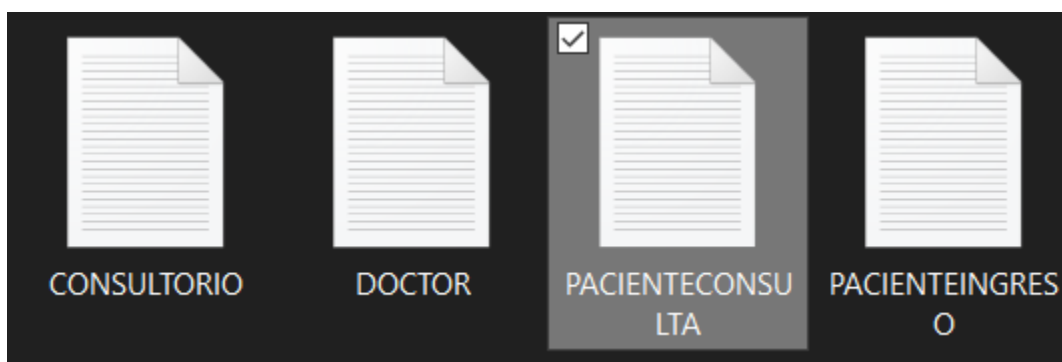 CONSULTORIO
DOCTOR
PACIENTECONSU
LTA
PACIENTEINGRES
O